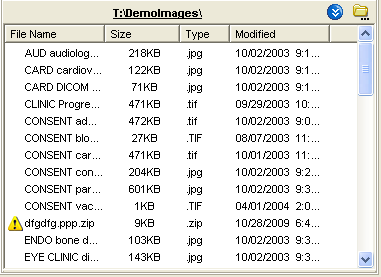 T:\DemoImages\
File Name Size Type Modified
AUD audiolog... 218KB .jpg 10/02/2003 9:1...
CARD cardiov... 122KB .jpg 10/02/2003 9:1...
CARD DICOM ... 71KB .jpg 10/02/2003 9:1...
CLINIC Progre... 471KB .tif 09/29/2003 10:...
CONSENT ad... 472KB .tif 10/02/2003 9:0...
CONSENT blo... 27KB .TIF 08/07/2003 11:...
CONSENT car... 471KB .tif 10/01/2003 11:...
CONSENT con... 204KB .jpg 10/02/2003 9:2...
CONSENT par... 601KB .jpg 10/02/2003 9:3...
CONSENT vac... 1KB .TIF 04/01/2004 2:0...
dfgdfg.ppp.zip 9KB .zip 10/28/2009 6:4...
ENDO bone d... 103KB .jpg 10/02/2003 9:3...
EYE CLINIC di... 143KB .jpg 10/02/2003 9:3...